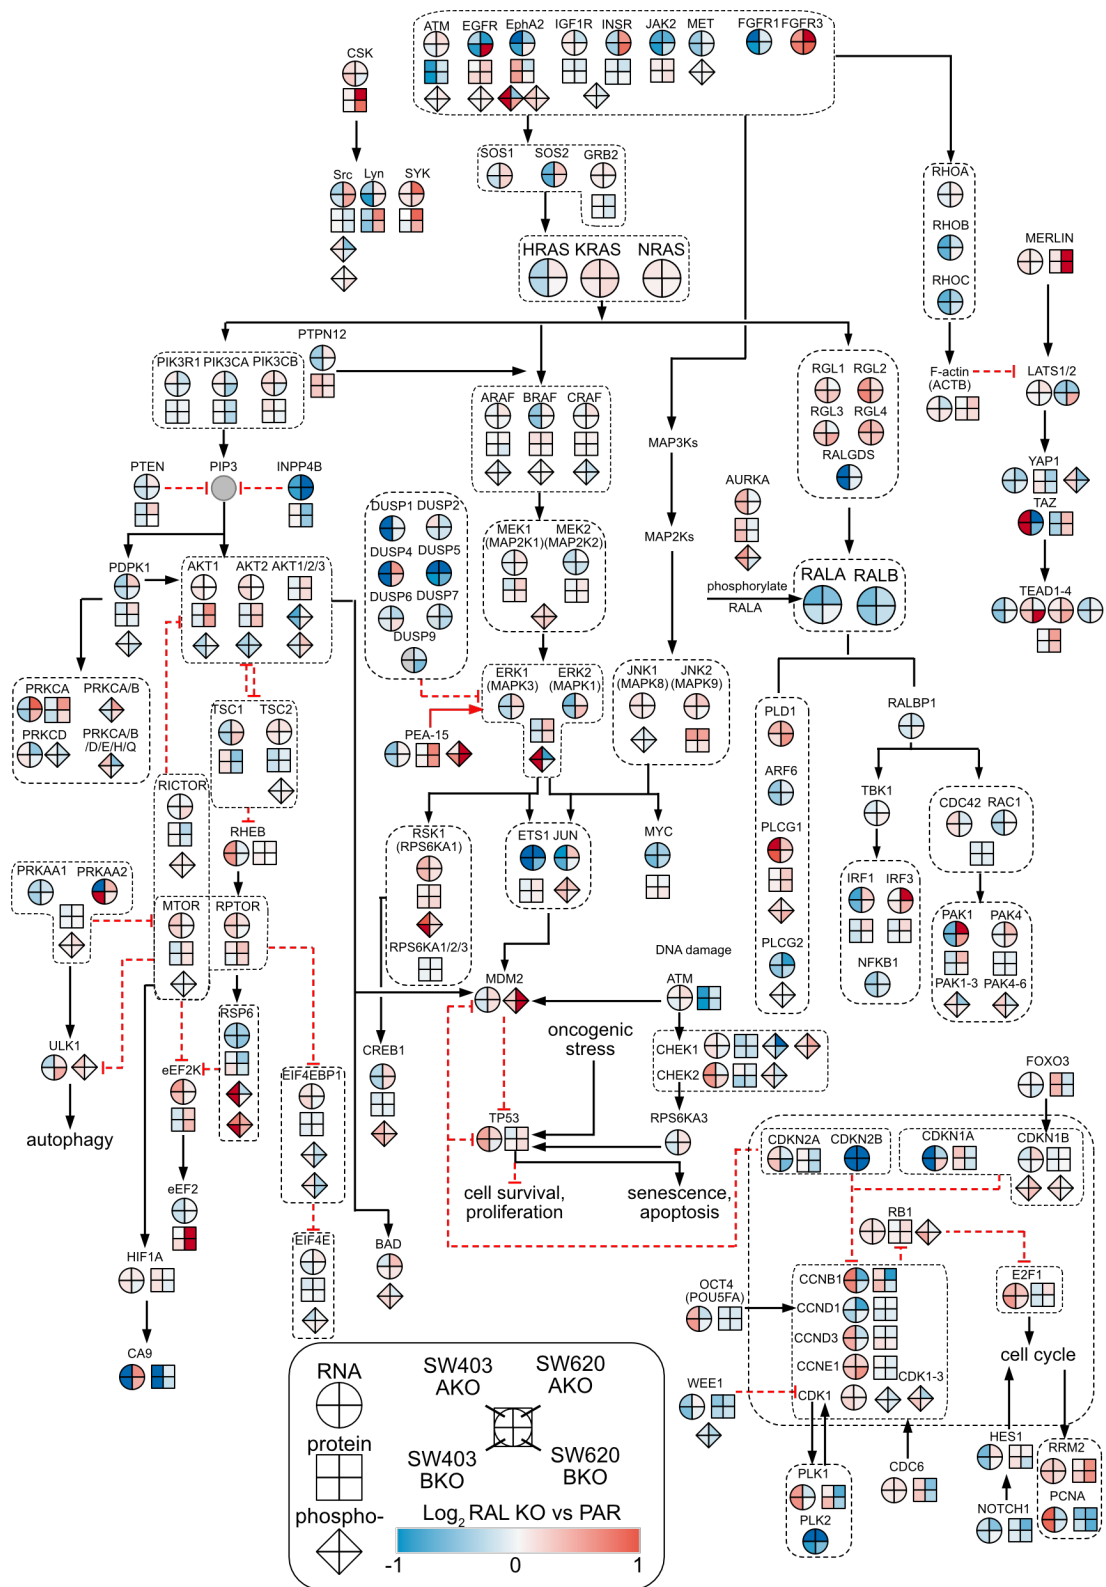 ATM EGFR EphA2 IGF1R INSR JAK2 MET FGFR1 FGFR3
CSK
Src Lyn SYK
SOS1 SOS2 GRB2
HRAS KRAS NRAS
RHOA
RHOB
RHOC
MERLIN
F-actin
(ACTB)
LATS1/2
YAP1
TAZ
TEAD1-4
PTPN12
PIK3R1 PIK3CA PIK3CB
PTEN PIP3 INPP4B
ARAF BRAF CRAF
MAP3Ks
MAP2Ks
RGL1 RGL2
RGL3 RGL4
RALGDS
AURKA
phosphorylate
RALA
RALA RALB
DUSP1 DUSP2
DUSP4 DUSP5
DUSP6 DUSP7
DUSP9
MEK1
(MAP2K1)
MEK2
(MAP2K2)
PDPK1
AKT1 AKT2 AKT1/2/3
PRKCA PRKCA/B
PRKCD PRKCA/B
/D/E/H/Q
TSC1 TSC2
ERK1
(MAPK3)
ERK2
(MAPK1)
PEA-15
JNK1
(MAPK8)
JNK2
(MAPK9)
PLD1
ARF6
PLCG1
PLCG2
RALBP1
TBK1
CDC42 RAC1
IRF1 IRF3
NFKB1
PAK1 PAK4
PAK1-3 PAK4-6
RICTOR
RHEB
PRKAA1 PRKAA2
MTOR RPTOR
RSK1
(RPS6KA1)
RPS6KA1/2/3
ETS1 JUN
MYC
MDM2
DNA damage
ATM
oncogenic
stress
CHEK1
CHEK2
RPS6KA3
ULK1
autophagy
RSP6
eEF2K
eEF2
EIF4EBP1
EIF4E
CREB1
BAD
TP53
cell survival,
proliferation
senescence,
apoptosis
HIF1A
CA9
FOXO3
CDKN2A CDKN2B CDKN1A CDKN1B
RB1
E2F1
OCT4
(POU5FA)
CCNB1
CCND1
CCND3
CCNE1
CDK1 CDK1-3
WEE1
cell cycle
PLK1
PLK2
CDC6
HES1
NOTCH1
RRM2
PCNA
RNA
protein
phospho-
SW403
AKO
SW620
AKO
SW403
BKO
SW620
BKO
Log2 RAL KO vs PAR
-1 0 1